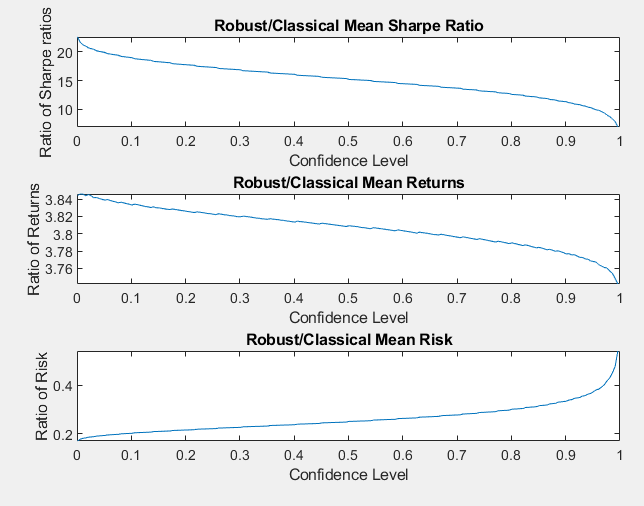 Robust/Classical Mean Sharpe Ratio
Ratio of Sharpe ratios
20
15
10
0 0.1 0.2 0.3 0.4 0.5 0.6 0.7 0.8 0.9 1
Confidence Level
Robust/Classical Mean Returns
Ratio of Returns
3.84
3.82
3.8
3.78
3.76
0 0.1 0.2 0.3 0.4 0.5 0.6 0.7 0.8 0.9 1
Confidence Level
Robust/Classical Mean Risk
Ratio of Risk
0.4
0.2
0 0.1 0.2 0.3 0.4 0.5 0.6 0.7 0.8 0.9 1
Confidence Level